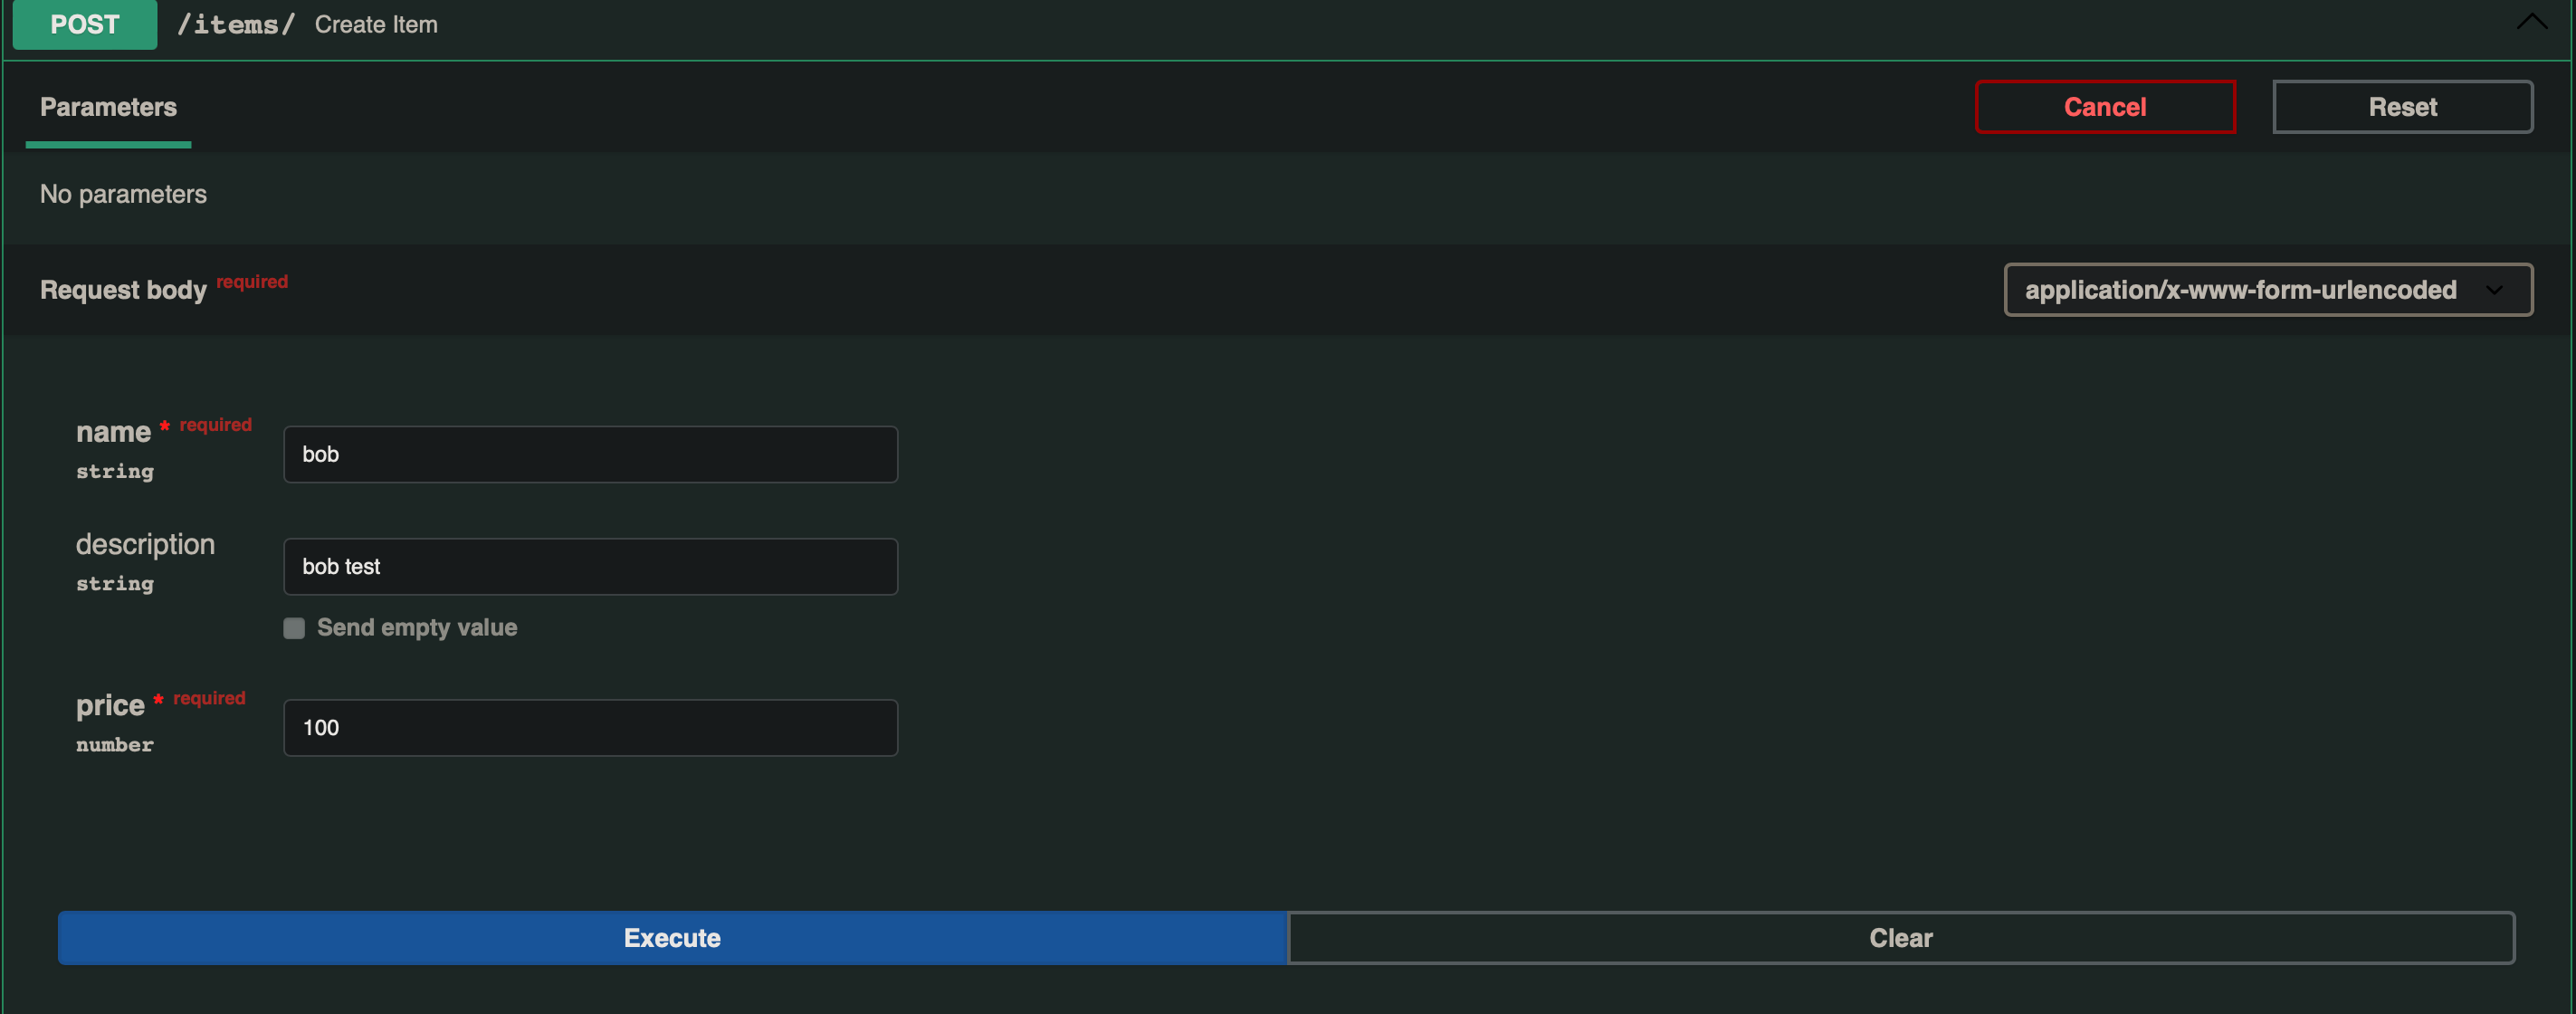 POST /items/ Create Item
Parameters
Cancel
Reset
No parameters
Request body required
application/x-www-form-urlencoded
name * required
string
bob
description
string
bob test
Send empty value
price * required
number
100
Execute
Clear